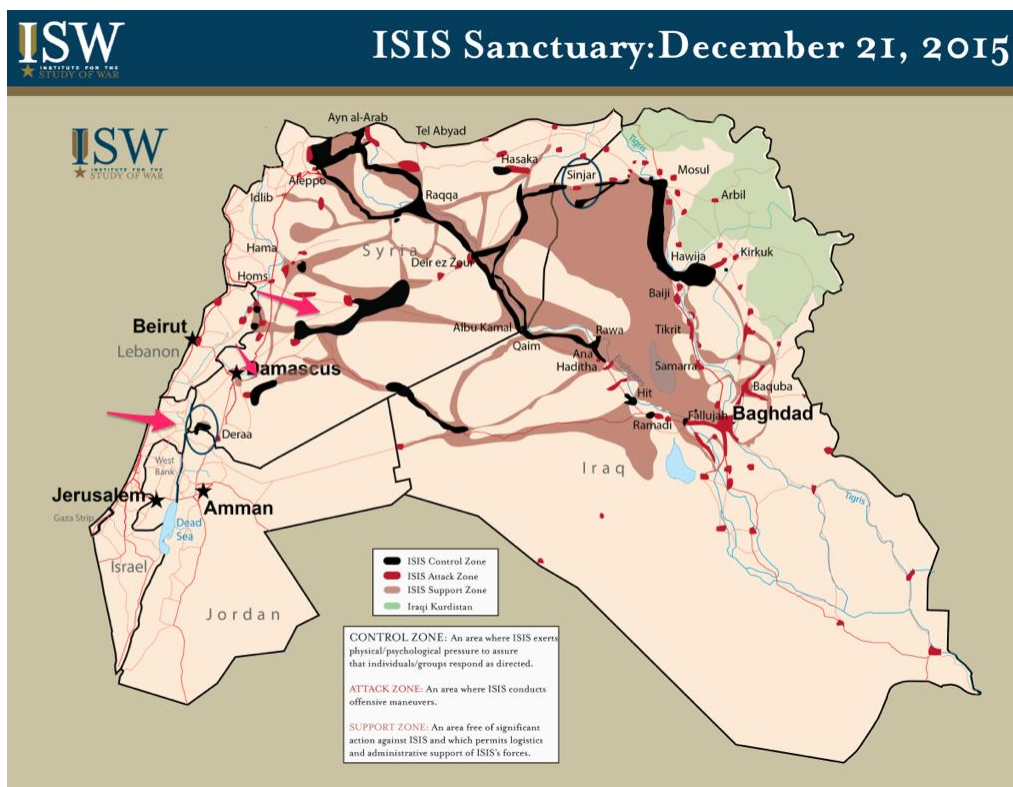 ISW
INSTITUTE FOR THE
STUDY OF WAR
ISIS Sanctuary:December 21, 2015
ISW
INSTITUTE FOR THE
STUDY OF WAR
Ayn al-Arab
Tel Abyad
Tigris
Hasaka
Sinjar
Mosul
Aleppo
Idlib
Raqqa
Arbil
Hama
Syria
Deir ez Zour
Hawija
Kirkuk
Homs
Baiji
Beirut
Lebanon
Albu Kamal
Qaim
Rawa
Tikrit
Ana
Haditha
Euphrates
Samarra
Damascus
Hit
Baquba
Fallujah
Baghdad
Ramadi
Deraa
West
Bank
Iraq
Jerusalem
Gaza Strip
Amman
Tigris
Dead
Sea
Israel
Jordan
ISIS Control Zone
ISIS Attack Zone
ISIS Support Zone
Iraqi Kurdistan
CONTROL ZONE: An area where ISIS exerts
physical/psychological pressure to assure
that individuals/groups respond as directed.
ATTACK ZONE: An area where ISIS conducts
offensive maneuvers.
SUPPORT ZONE: An area free of significant
action against ISIS and which permits logistics
and administrative support of ISIS's forces.